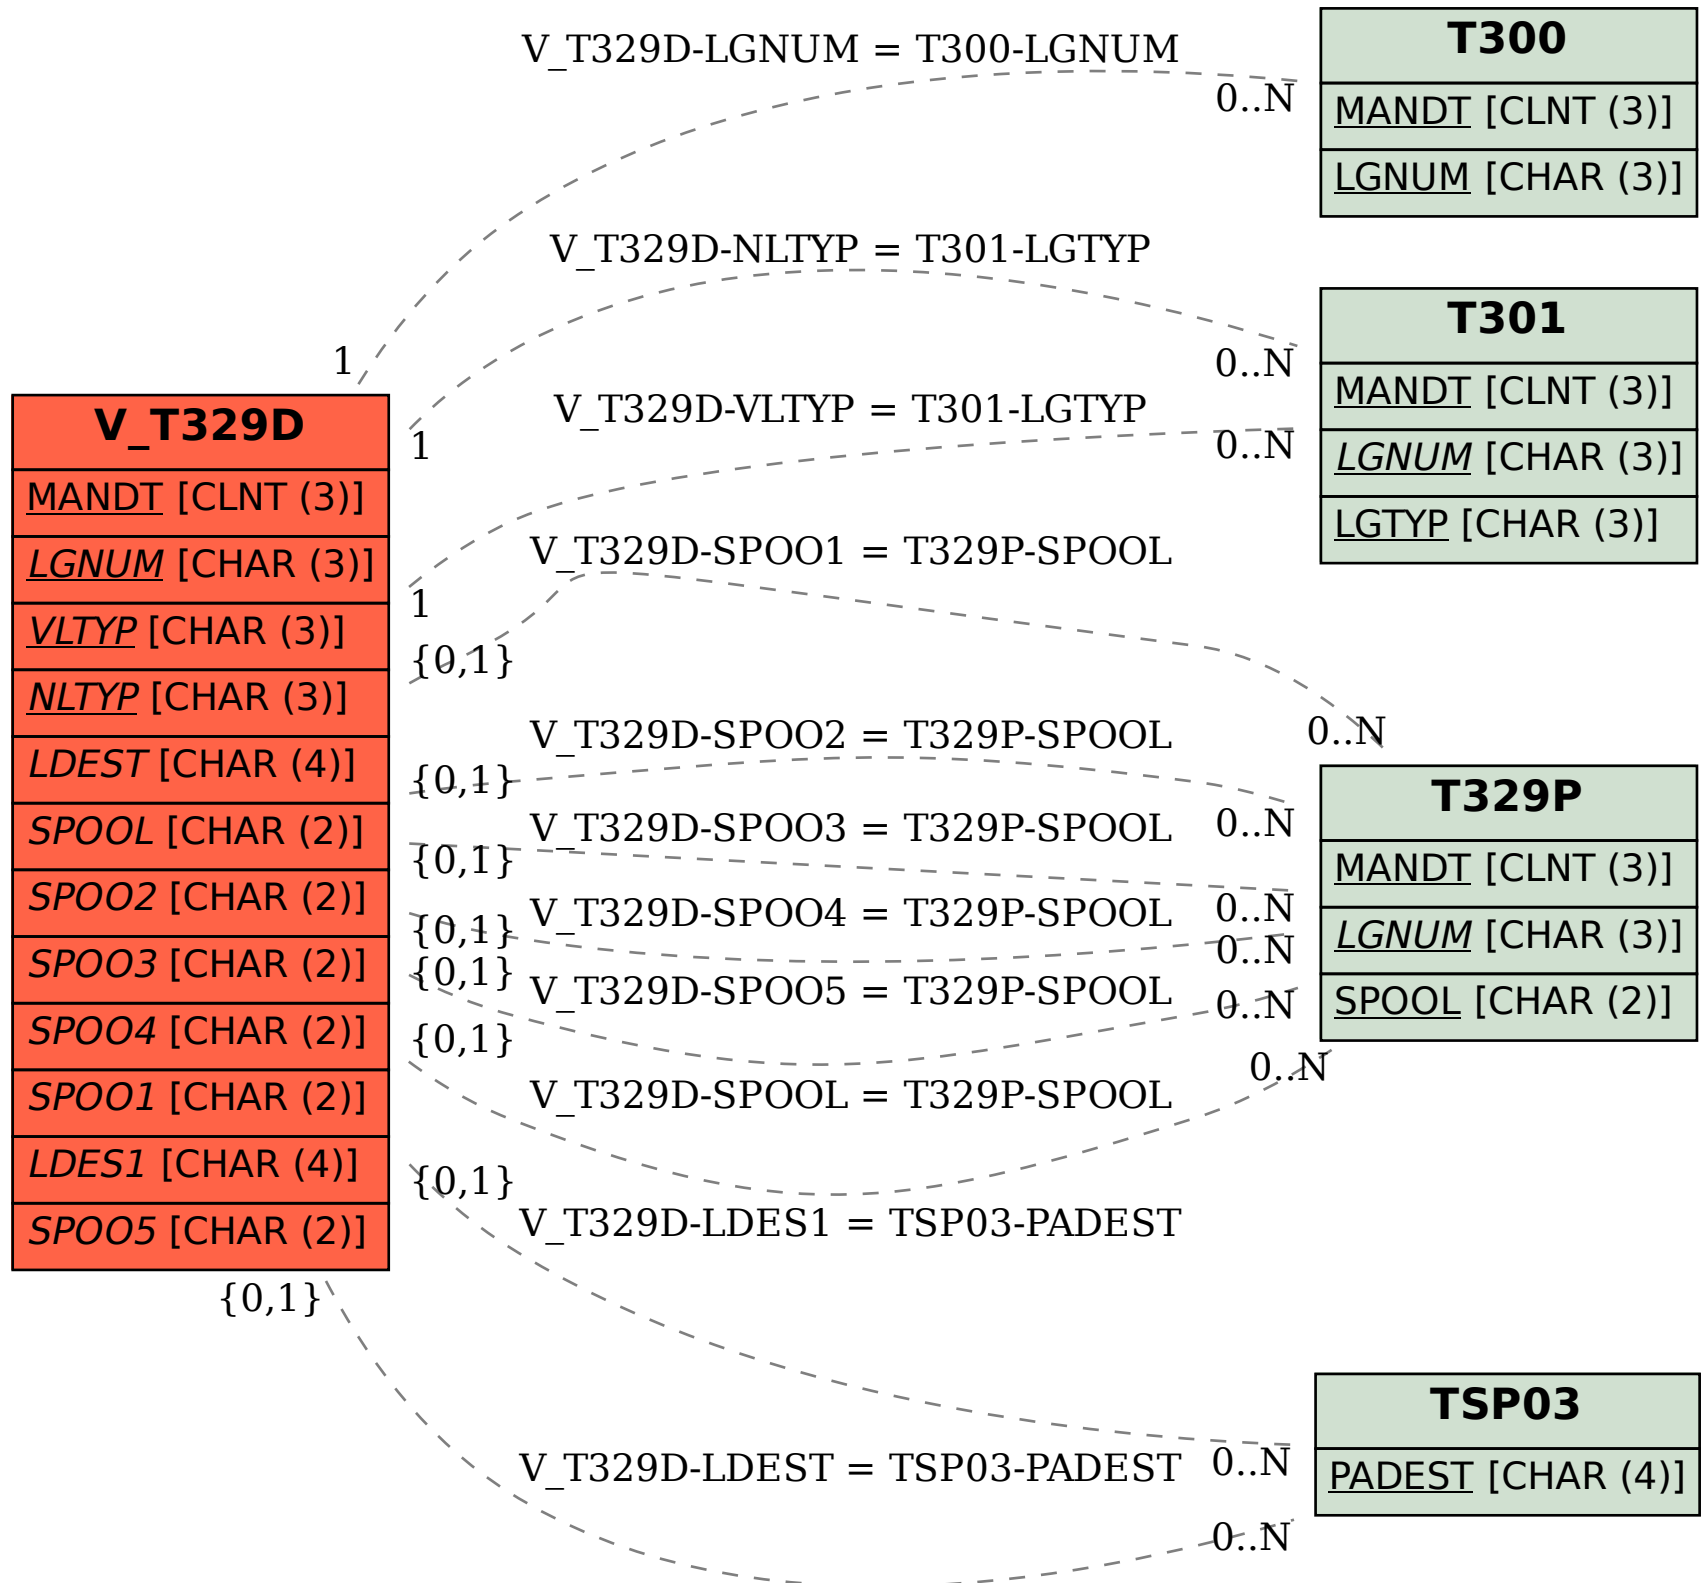 V_T329D-LGNUM = T300-LGNUM
0..N
1
T300
MANDT [CLNT (3)]
LGNUM [CHAR (3)]
V_T329D-NLTYP = T301-LGTYP
0..N
1
V_T329D-VLTYP = T301-LGTYP
0..N
1
T301
MANDT [CLNT (3)]
LGNUM [CHAR (3)]
LGTYP [CHAR (3)]
V_T329D
MANDT [CLNT (3)]
LGNUM [CHAR (3)]
VLTYP [CHAR (3)]
NLTYP [CHAR (3)]
LDEST [CHAR (4)]
SPOOL [CHAR (2)]
SPOO2 [CHAR (2)]
SPOO3 [CHAR (2)]
SPOO4 [CHAR (2)]
SPOO1 [CHAR (2)]
LDES1 [CHAR (4)]
SPOO5 [CHAR (2)]
V_T329D-SPOO1 = T329P-SPOOL
{0,1}
0..N
V_T329D-SPOO2 = T329P-SPOOL
{0,1}
0..N
V_T329D-SPOO3 = T329P-SPOOL
{0,1}
0..N
V_T329D-SPOO4 = T329P-SPOOL
{0,1}
0..N
V_T329D-SPOO5 = T329P-SPOOL
{0,1}
0..N
V_T329D-SPOOL = T329P-SPOOL
{0,1}
0..N
T329P
MANDT [CLNT (3)]
LGNUM [CHAR (3)]
SPOOL [CHAR (2)]
V_T329D-LDES1 = TSP03-PADEST
{0,1}
0..N
V_T329D-LDEST = TSP03-PADEST
{0,1}
0..N
TSP03
PADEST [CHAR (4)]